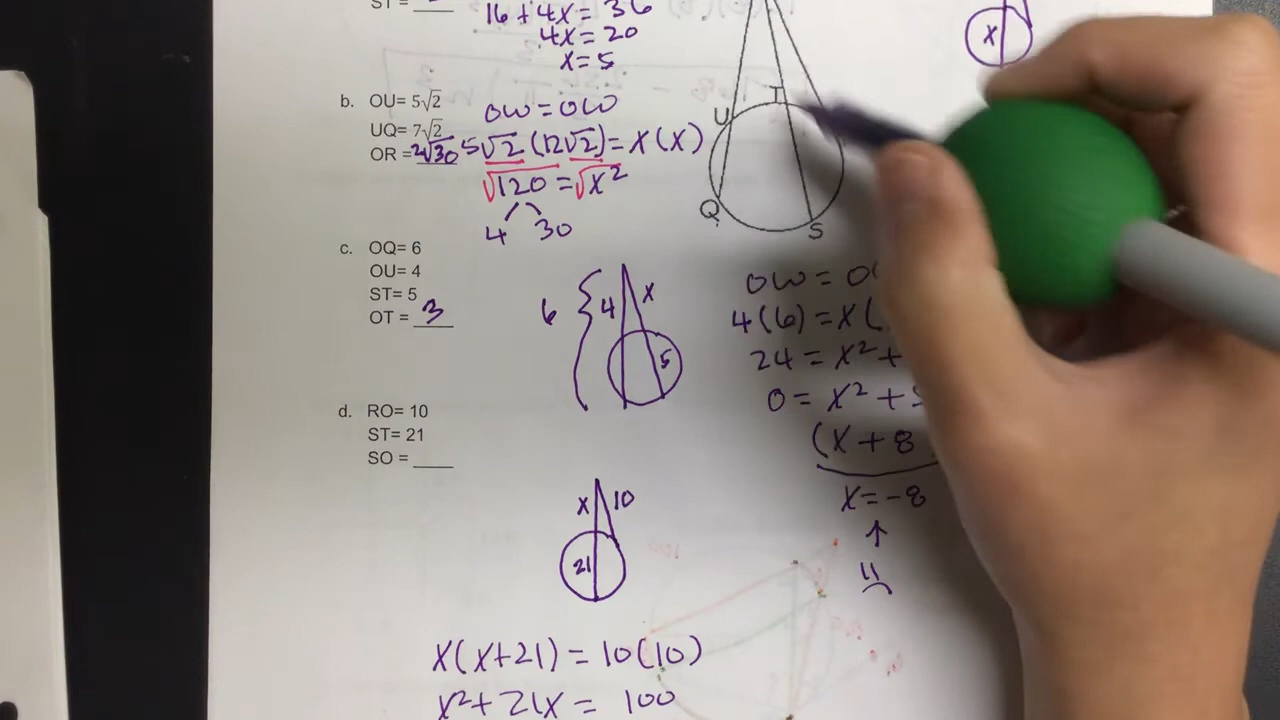 ST = ___
16 + 4x = 36
4x = 20
x = 5
b. OU= 5√2
UQ= 7√2
OR = 2√30
OW = OW
5√2 (12√2) = x(x)
√120 = √x²
4 30
U T
Q S
x
c. OQ= 6
OU= 4
ST= 5
OT = 3
6 4 x
5
OW = O
4(6) = x(
24 = x² +
0 = x² +
(x + 8
x = -8
d. RO= 10
ST= 21
SO = ___
x 10
21
x(x+21) = 10(10)
x² + 21x = 100